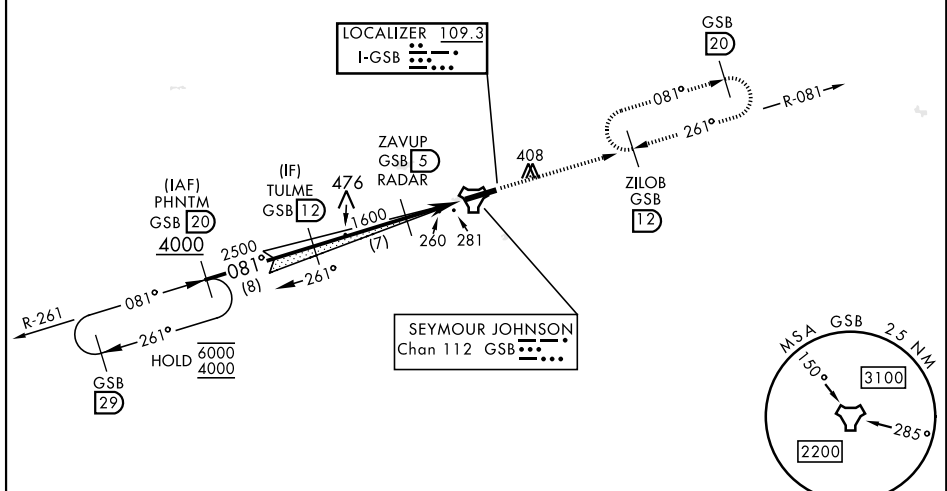 LOCALIZER 109.3
I-GSB
GSB
20
081°
R-081
261°
ZAVUP
GSB 5
RADAR
408
(IF)
TULME
GSB 12
476
(IAF)
PHNTM
GSB 20
4000
ZILOB
GSB
12
1600
2500
081°
(7)
(8)
260
281
261°
081°
R-261
261°
HOLD 6000
4000
GSB
29
SEYMOUR JOHNSON
Chan 112 GSB
MSA GSB 25 NM
150°
3100
285°
2200